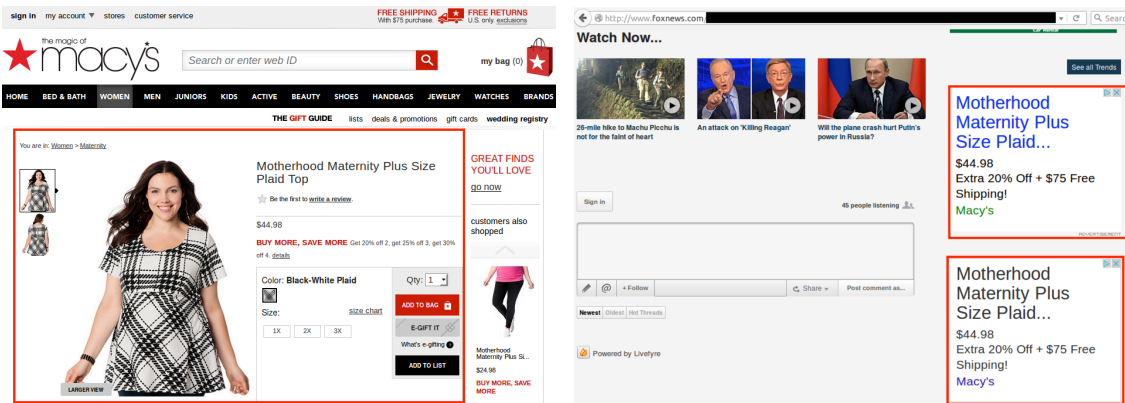 sign in my account ▼ stores customer service
FREE SHIPPING
With $75 purchase.
FREE RETURNS
U.S. only. exclusions
the magic of
macy's
Search or enter web ID
my bag (0)
HOME BED & BATH WOMEN MEN JUNIORS KIDS ACTIVE BEAUTY SHOES HANDBAGS JEWELRY WATCHES BRANDS
THE GIFT GUIDE lists deals & promotions gift cards wedding registry
You are in: Women > Maternity
Motherhood Maternity Plus Size
Plaid Top
Be the first to write a review.
$44.98
BUY MORE, SAVE MORE Get 20% off 2, get 25% off 3, get 30%
off 4. details
Color: Black-White Plaid
Size: size chart
1X 2X 3X
Qty: 1
ADD TO BAG
E-GIFT IT
What's e-gifting
ADD TO LIST
LARGER VIEW
GREAT FINDS
YOU'LL LOVE
go now
customers also
shopped
Motherhood
Maternity Plus Si...
$24.98
BUY MORE, SAVE
MORE
http://www.foxnews.com
Searc
Watch Now...
See all Trends
26-mile hike to Machu Picchu is
not for the faint of heart
An attack on 'Killing Reagan'
Will the plane crash hurt Putin's
power in Russia?
Sign in
45 people listening
@ + Follow
Share Post comment as...
Newest Oldest Hot Threads
Powered by Livefyre
Motherhood
Maternity Plus
Size Plaid...
$44.98
Extra 20% Off + $75 Free
Shipping!
Macy's
ADVERTISEMENT
Motherhood
Maternity Plus
Size Plaid...
$44.98
Extra 20% Off + $75 Free
Shipping!
Macy's